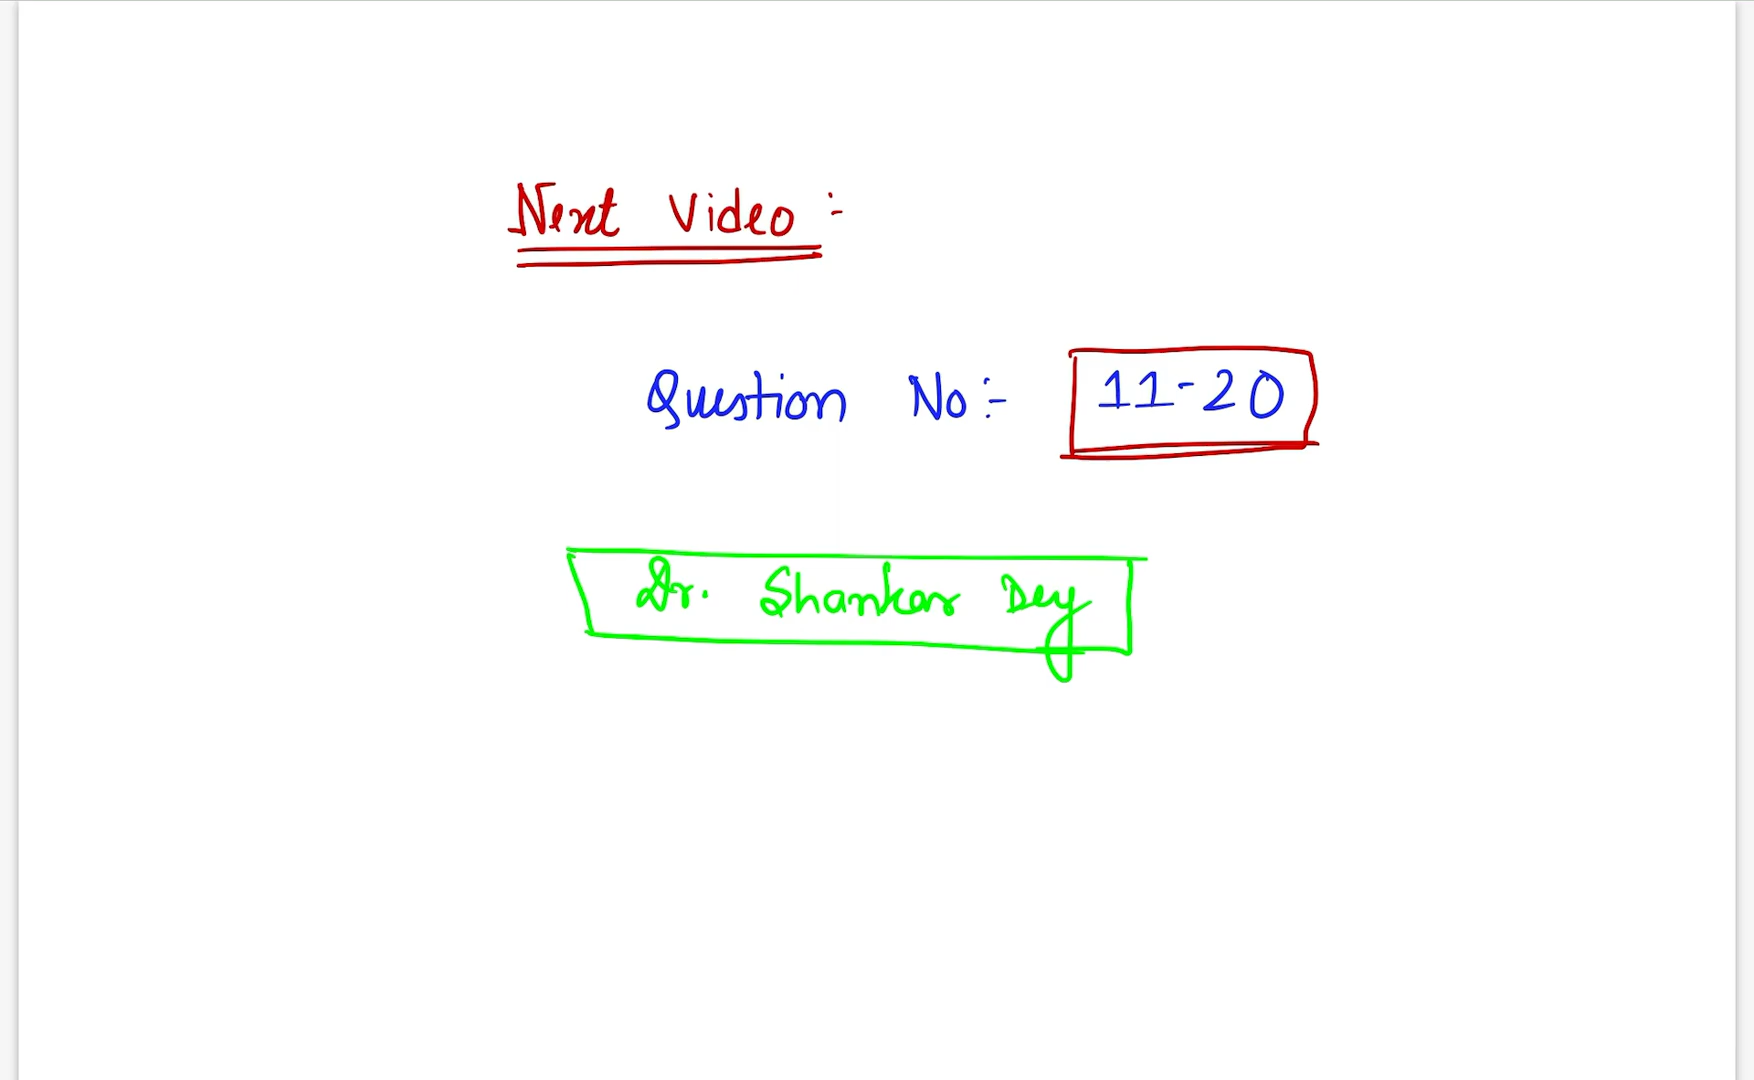 Next Video :-
Question No :- 11-20
Dr. Shankar Dey